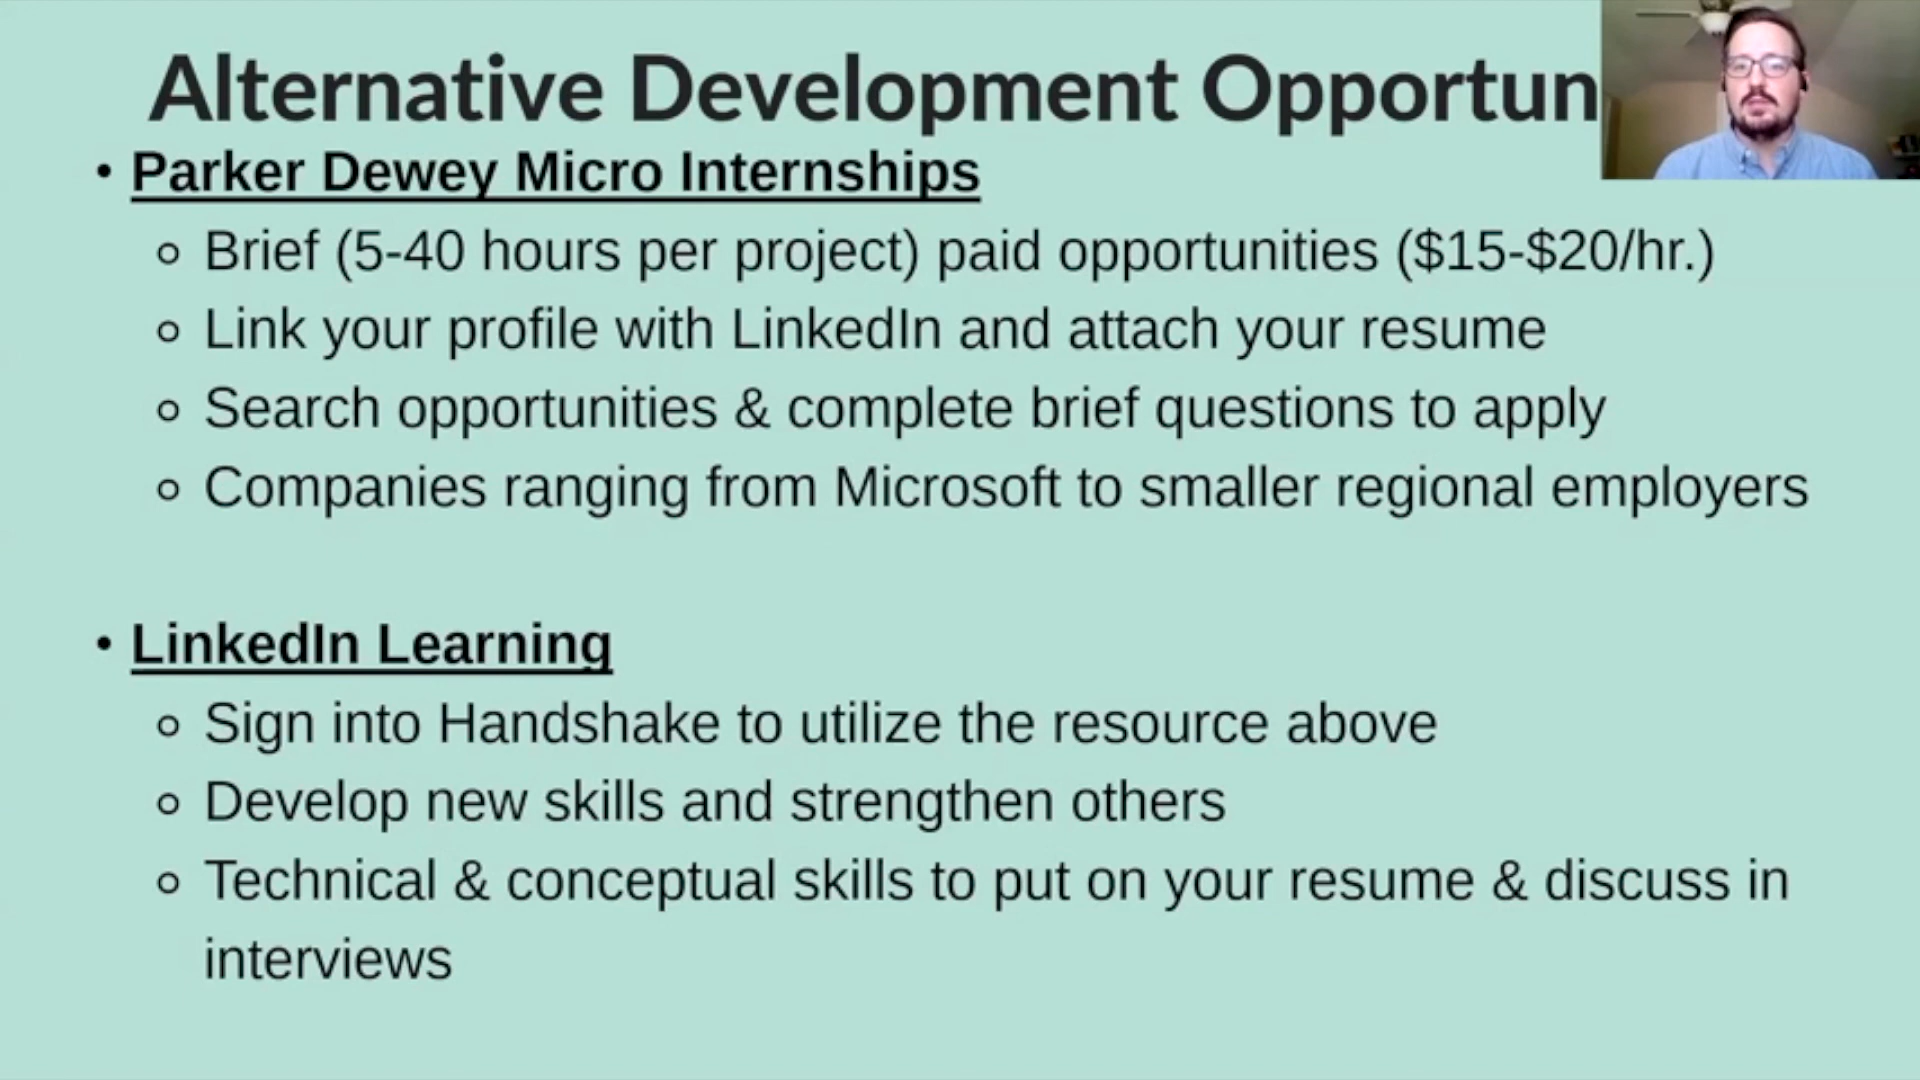 Alternative Development Opportun
• Parker Dewey Micro Internships
○ Brief (5-40 hours per project) paid opportunities ($15-$20/hr.)
○ Link your profile with LinkedIn and attach your resume
○ Search opportunities & complete brief questions to apply
○ Companies ranging from Microsoft to smaller regional employers
• LinkedIn Learning
○ Sign into Handshake to utilize the resource above
○ Develop new skills and strengthen others
○ Technical & conceptual skills to put on your resume & discuss in
interviews